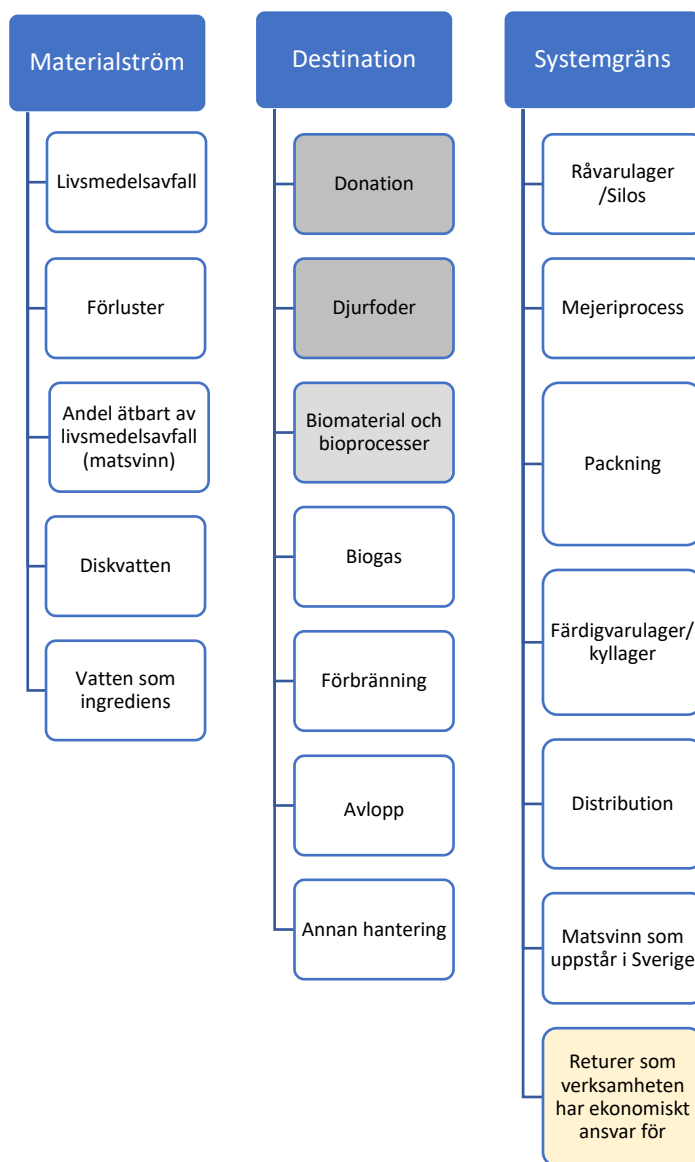 Materialström
Livsmedelsavfall
Förluster
Andel ätbart av
livsmedelsavfall
(matsvinn)
Diskvatten
Vatten som
ingrediens
Destination
Donation
Djurfoder
Biomaterial och
bioprocesser
Biogas
Förbränning
Avlopp
Annan hantering
Systemgräns
Råvarulager
/Silos
Mejeriprocess
Packning
Färdigvarulager/
kyllager
Distribution
Matsvinn som
uppstår i Sverige
Returer som
verksamheten
har ekonomiskt
ansvar för